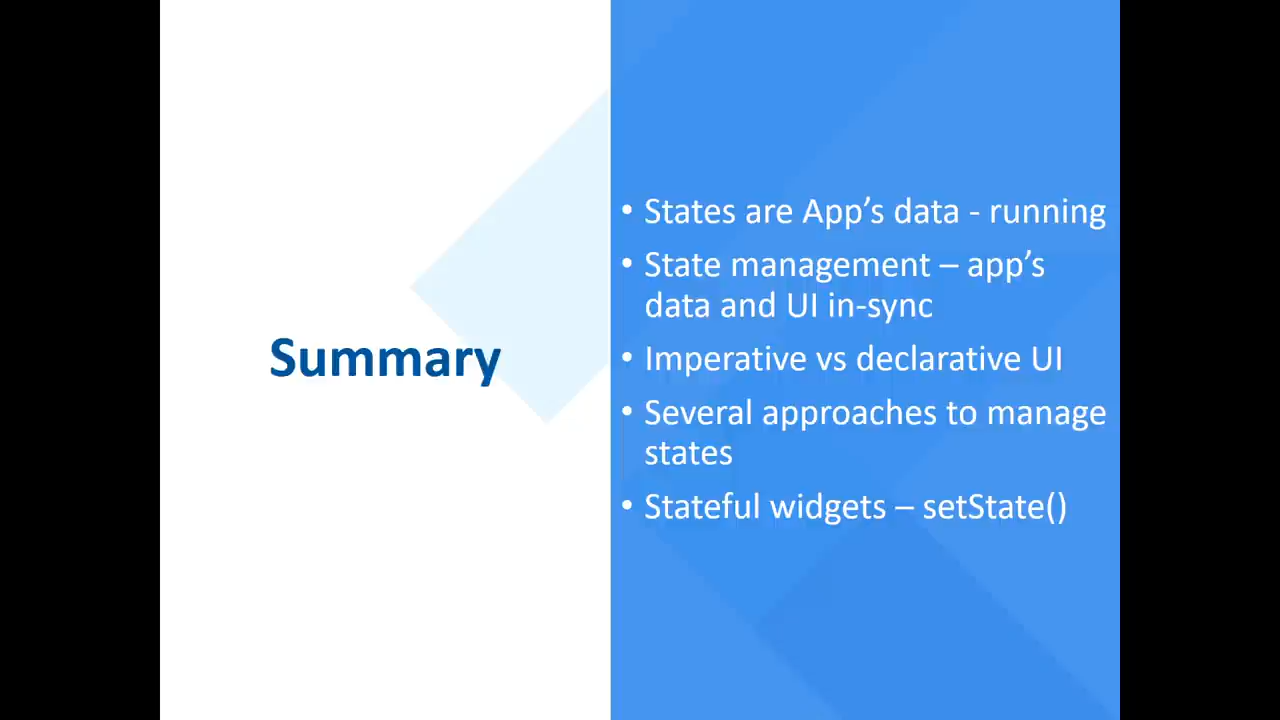 Summary
• States are App’s data - running
• State management – app’s
data and UI in-sync
• Imperative vs declarative UI
• Several approaches to manage
states
• Stateful widgets – setState()